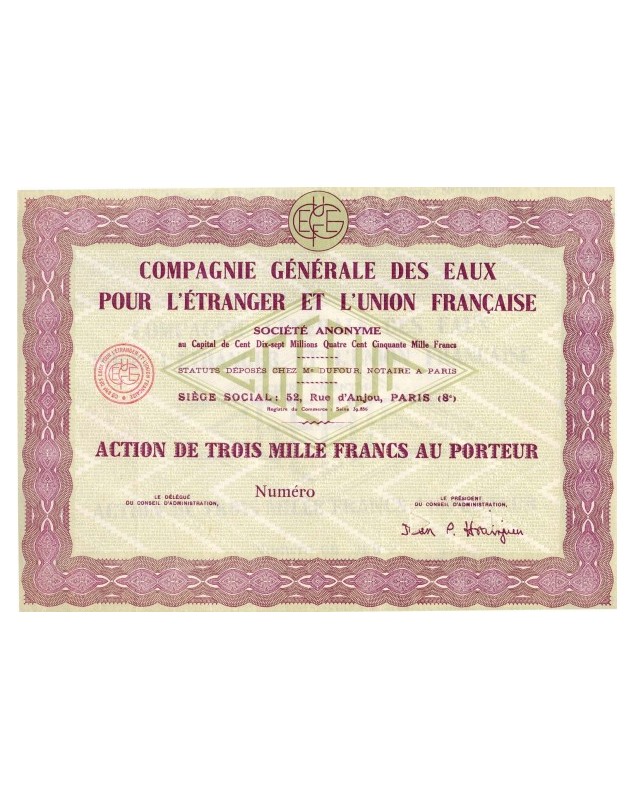 COMPAGNIE GÉNÉRALE DES EAUX
POUR L'ÉTRANGER ET L'UNION FRANÇAISE
SOCIÉTÉ ANONYME
au Capital de Cent Dix-sept Millions Quatre Cent Cinquante Mille Francs
STATUTS DÉPOSÉS CHEZ Me DUFOUR, NOTAIRE A PARIS
SIÈGE SOCIAL: 52, Rue d'Anjou, PARIS (8e)
Registre du Commerce - Seine
ACTION DE TROIS MILLE FRANCS AU PORTEUR
LE DÉLÉGUÉ
DU CONSEIL D'ADMINISTRATION,
Numéro
LE PRÉSIDENT
DU CONSEIL D'ADMINISTRATION,